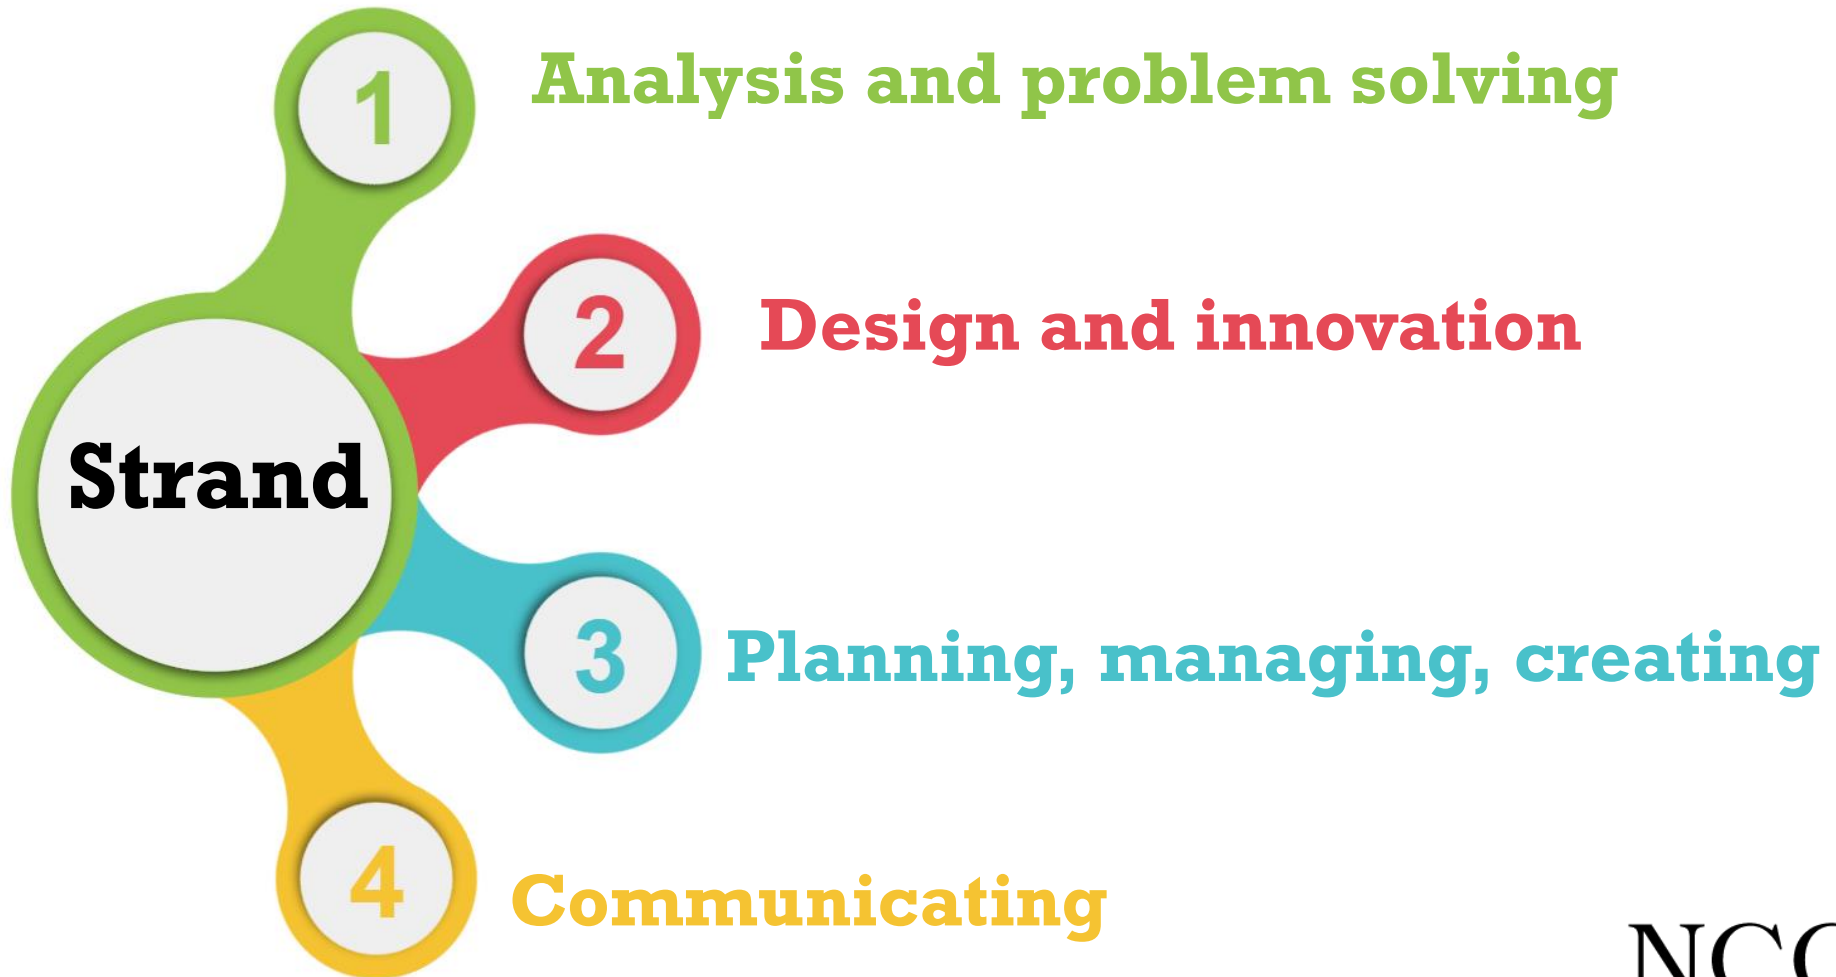 1
Analysis and problem solving
2
Design and innovation
Strand
3
Planning, managing, creating
4
Communicating